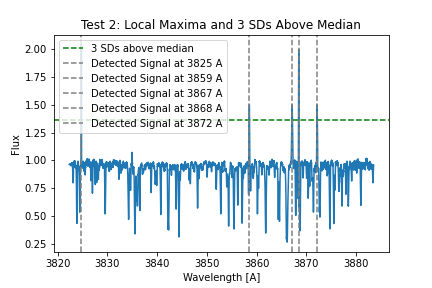 Test 2: Local Maxima and 3 SDs Above Median
3 SDs above median
Detected Signal at 3825 A
Detected Signal at 3859 A
Detected Signal at 3867 A
Detected Signal at 3868 A
Detected Signal at 3872 A
Flux
2.00
1.75
1.50
1.25
1.00
0.75
0.50
0.25
3820 3830 3840 3850 3860 3870 3880
Wavelength [A]